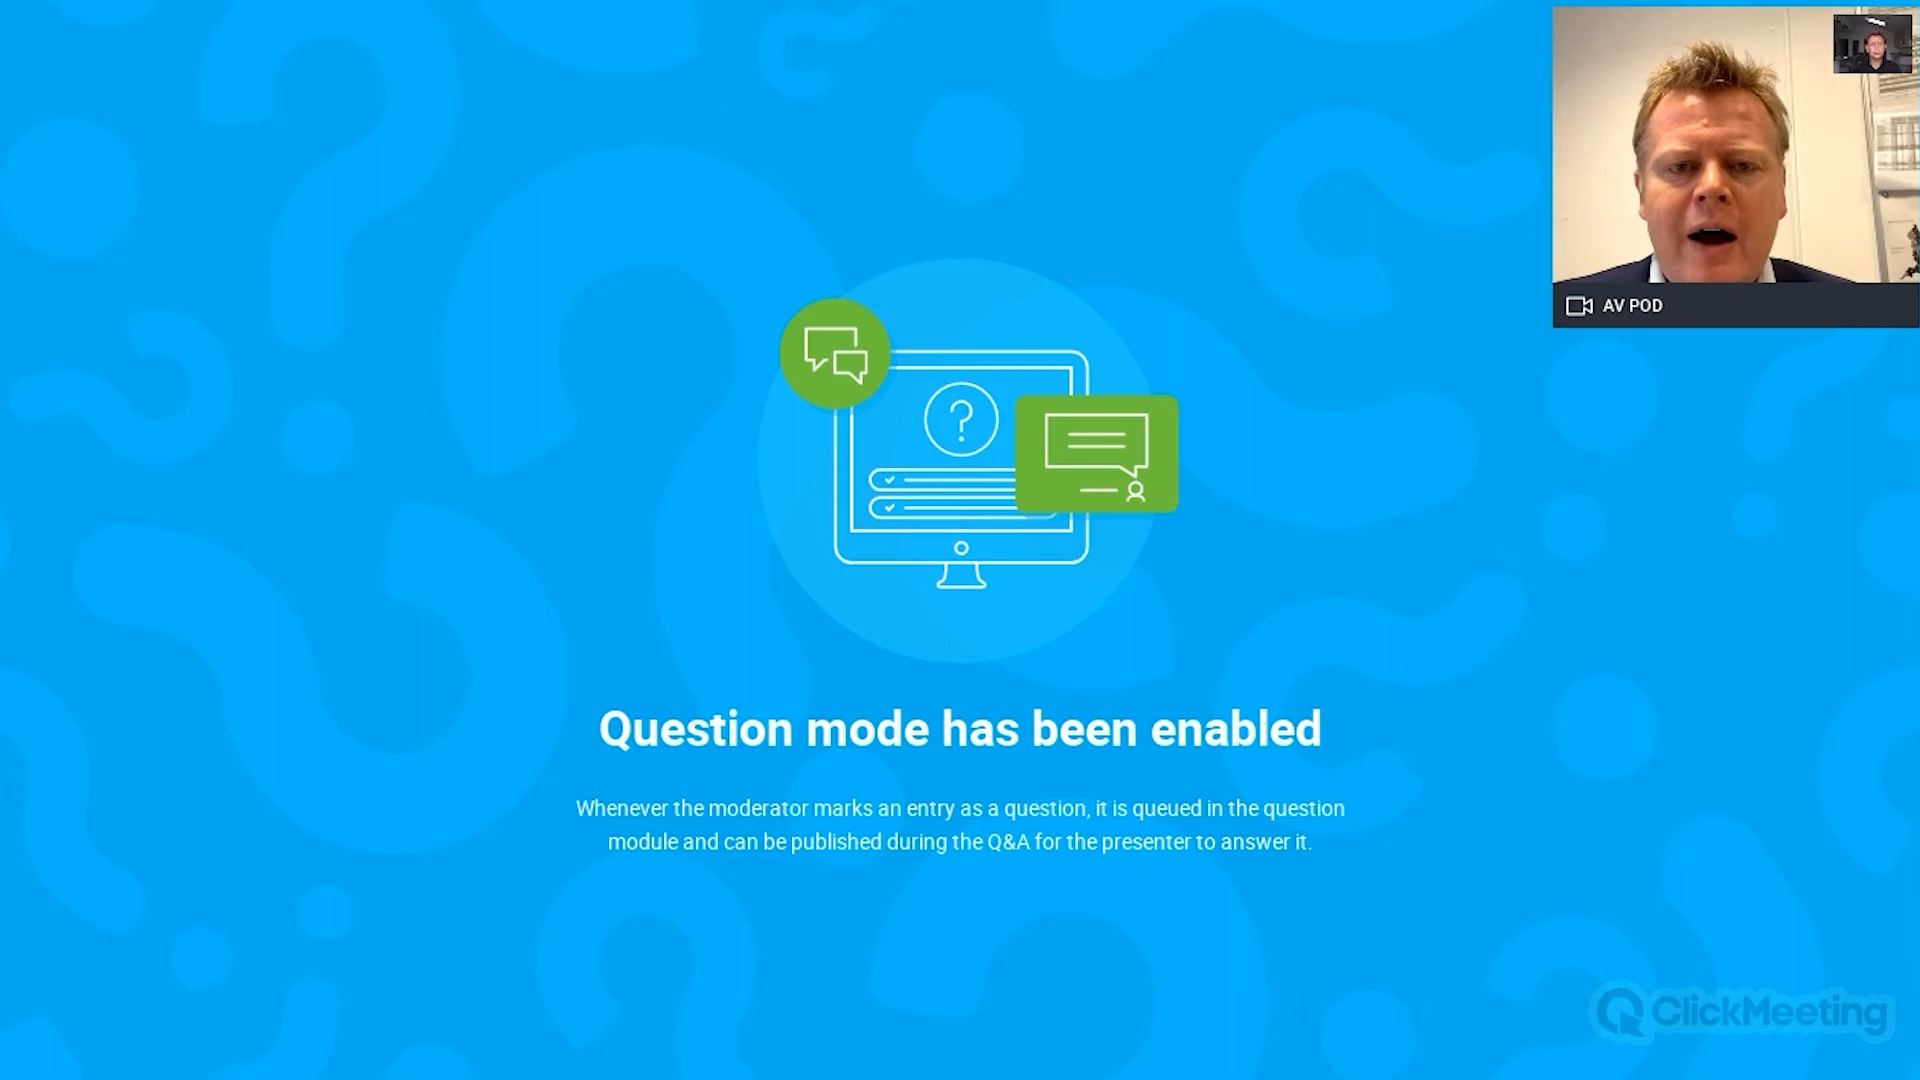 AV POD
Question mode has been enabled
Whenever the moderator marks an entry as a question, it is queued in the question
module and can be published during the Q&A for the presenter to answer it.
ClickMeeting